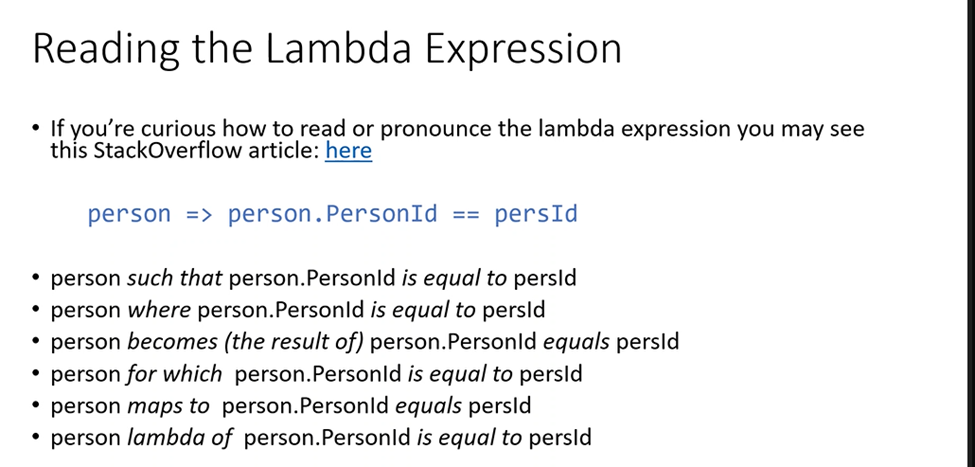 Reading the Lambda Expression
• If you're curious how to read or pronounce the lambda expression you may see
this StackOverflow article: here
person => person.PersonId == persId
• person such that person.PersonId is equal to persId
• person where person.PersonId is equal to persId
• person becomes (the result of) person.PersonId equals persId
• person for which person.PersonId is equal to persId
• person maps to person.PersonId equals persId
• person lambda of person.PersonId is equal to persId